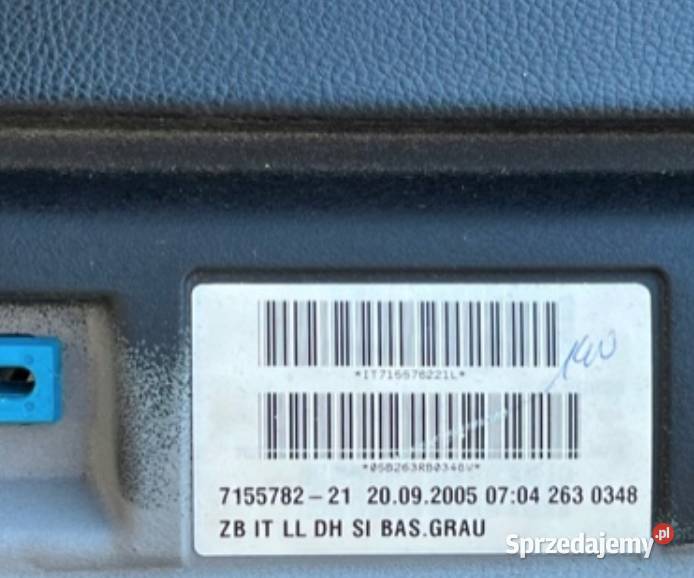 *IT715578221L*
*05B263RB0348V*
7155782-21 20.09.2005 07:04 263 0348
ZB IT LL DH SI BAS.GRAU
Sprzedajemy.pl